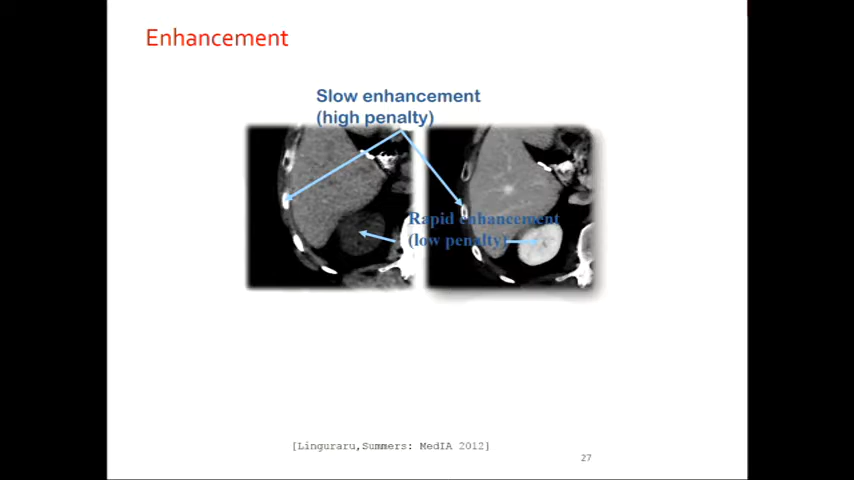 Enhancement
Slow enhancement
(high penalty)
Rapid enhancement
(low penalty)
[Linguraru,Summers: MedIA 2012]
27